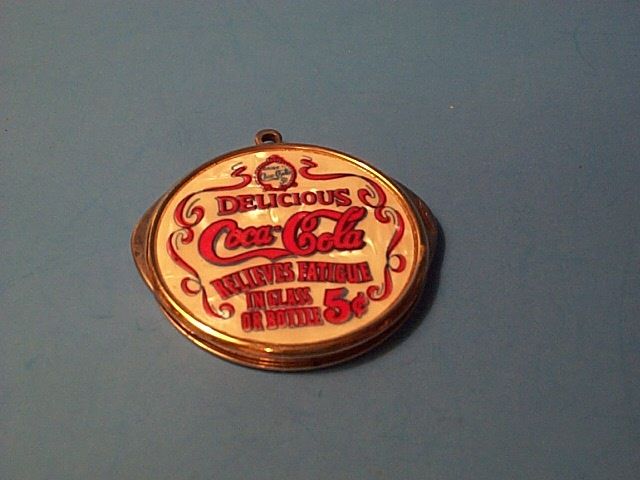 DELICIOUS
Coca-Cola
RELIEVES FATIGUE
IN GLASS
OR BOTTLE 5¢